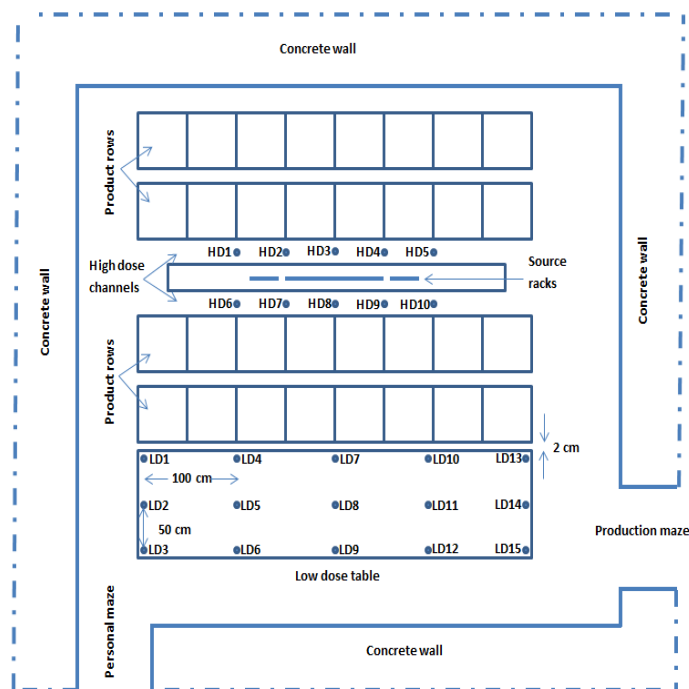 Concrete wall
Product rows
HD1 HD2 HD3 HD4 HD5
High dose
channels
Source
racks
Concrete wall
Concrete wall
HD6 HD7 HD8 HD9 HD10
Product rows
2 cm
LD1 LD4 LD7 LD10 LD13
100 cm
LD2 LD5 LD8 LD11 LD14
50 cm
Production maze
LD3 LD6 LD9 LD12 LD15
Low dose table
Personal maze
Concrete wall